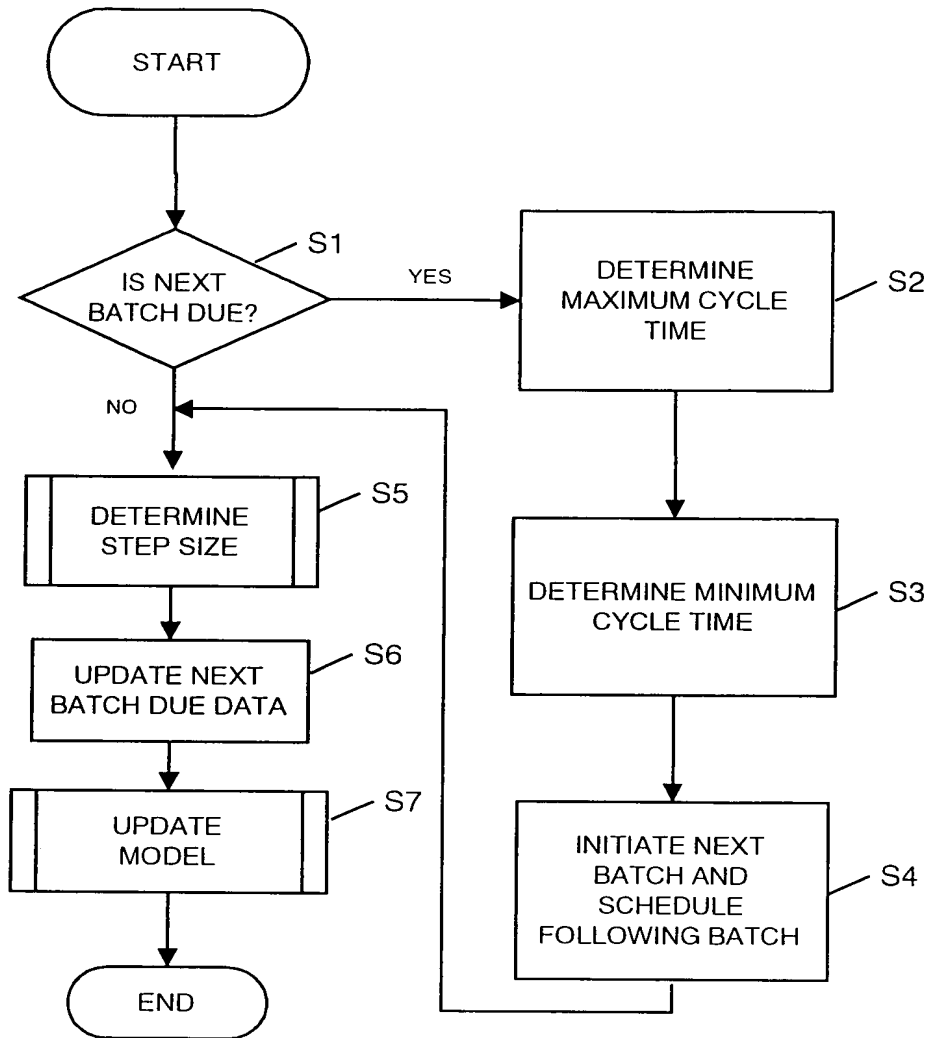 START
IS NEXT
BATCH DUE?
S1
YES
DETERMINE
MAXIMUM CYCLE
TIME
S2
NO
DETERMINE
STEP SIZE
S5
DETERMINE MINIMUM
CYCLE TIME
S3
UPDATE NEXT
BATCH DUE DATA
S6
UPDATE
MODEL
S7
INITIATE NEXT
BATCH AND
SCHEDULE
FOLLOWING BATCH
S4
END